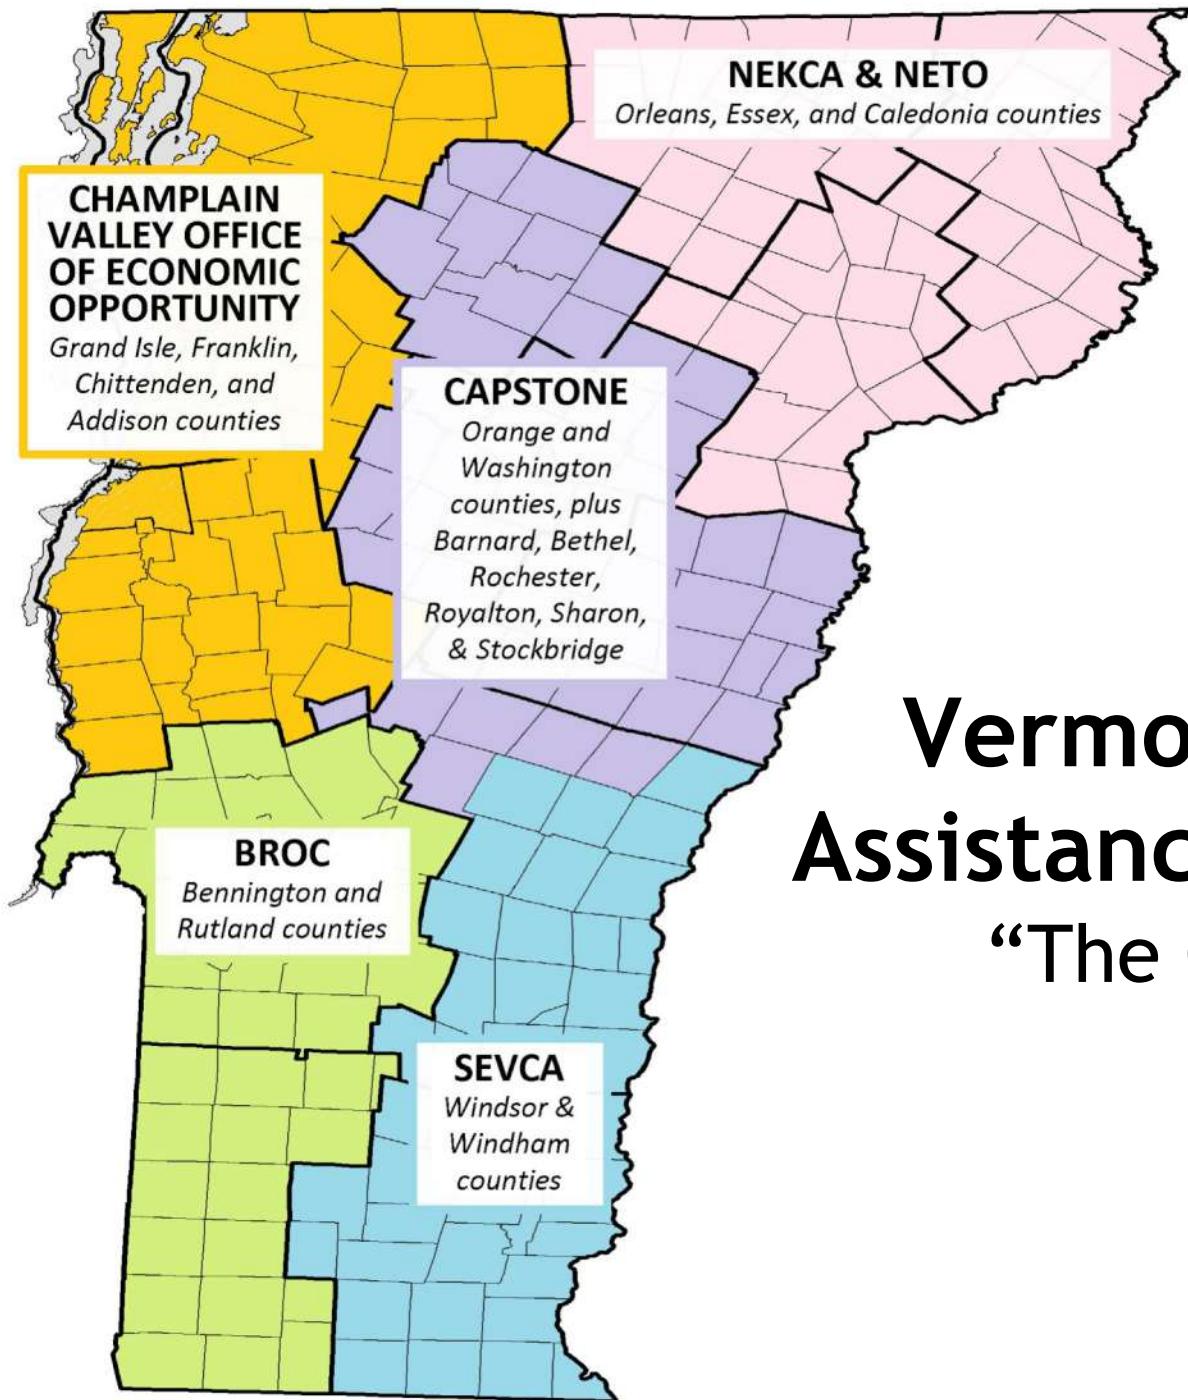 NEKCA & NETO
Orleans, Essex, and Caledonia counties
CHAMPLAIN
VALLEY OFFICE
OF ECONOMIC
OPPORTUNITY
Grand Isle, Franklin,
Chittenden, and
Addison counties
CAPSTONE
Orange and
Washington
counties, plus
Barnard, Bethel,
Rochester,
Royalton, Sharon,
& Stockbridge
Vermo
Assistanc
“The
BROC
Bennington and
Rutland counties
SEVCA
Windsor &
Windham
counties